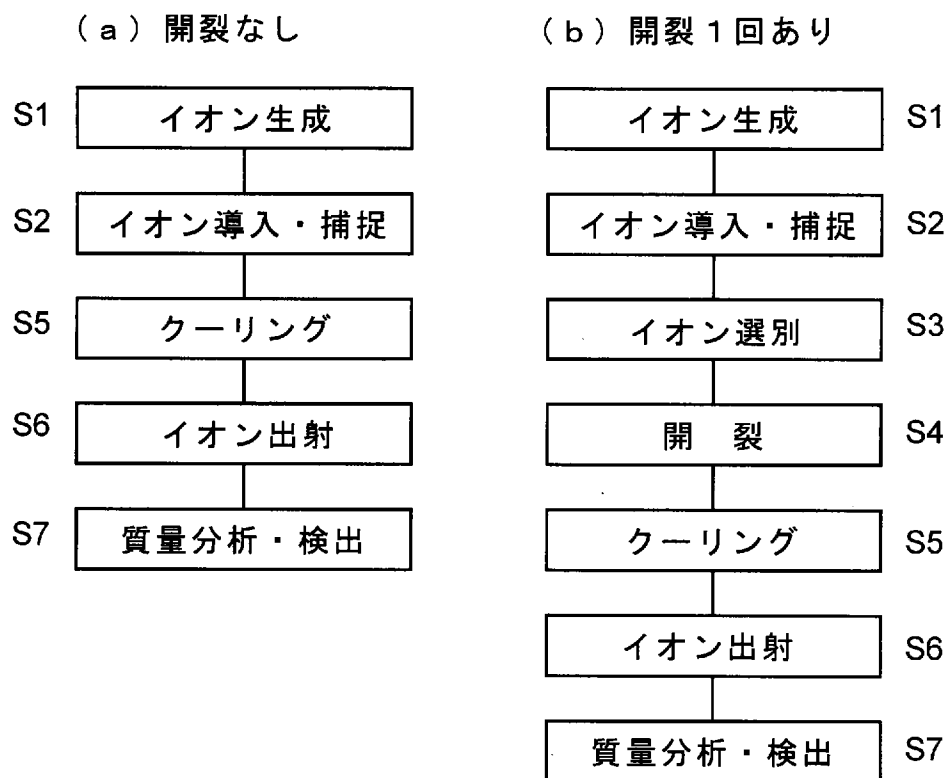 (a)開裂なし
S1 イオン生成
S2 イオン導入・捕捉
S5 クーリング
S6 イオン出射
S7 質量分析・検出
(b)開裂1回あり
イオン生成 S1
イオン導入・捕捉 S2
イオン選別 S3
開 裂 S4
クーリング S5
イオン出射 S6
質量分析・検出 S7